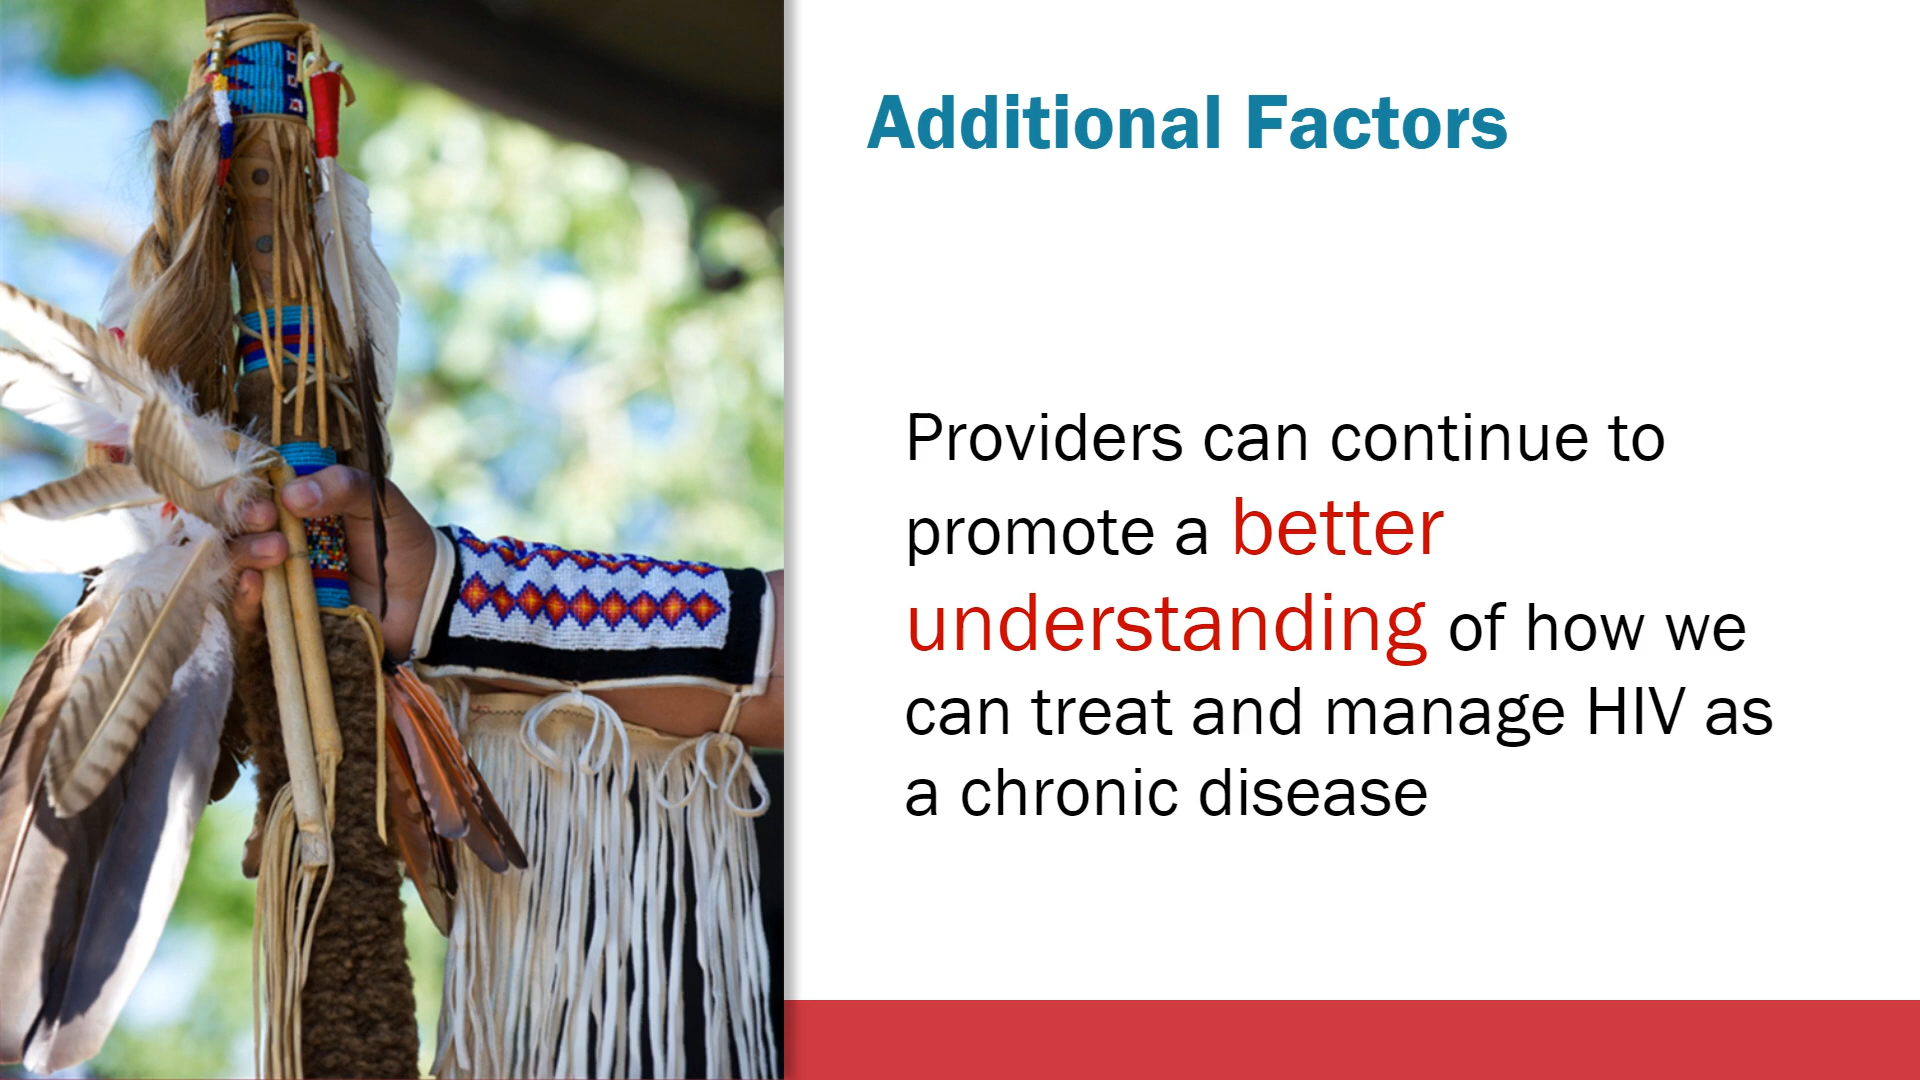 Additional Factors
Providers can continue to
promote a better
understanding of how we
can treat and manage HIV as
a chronic disease